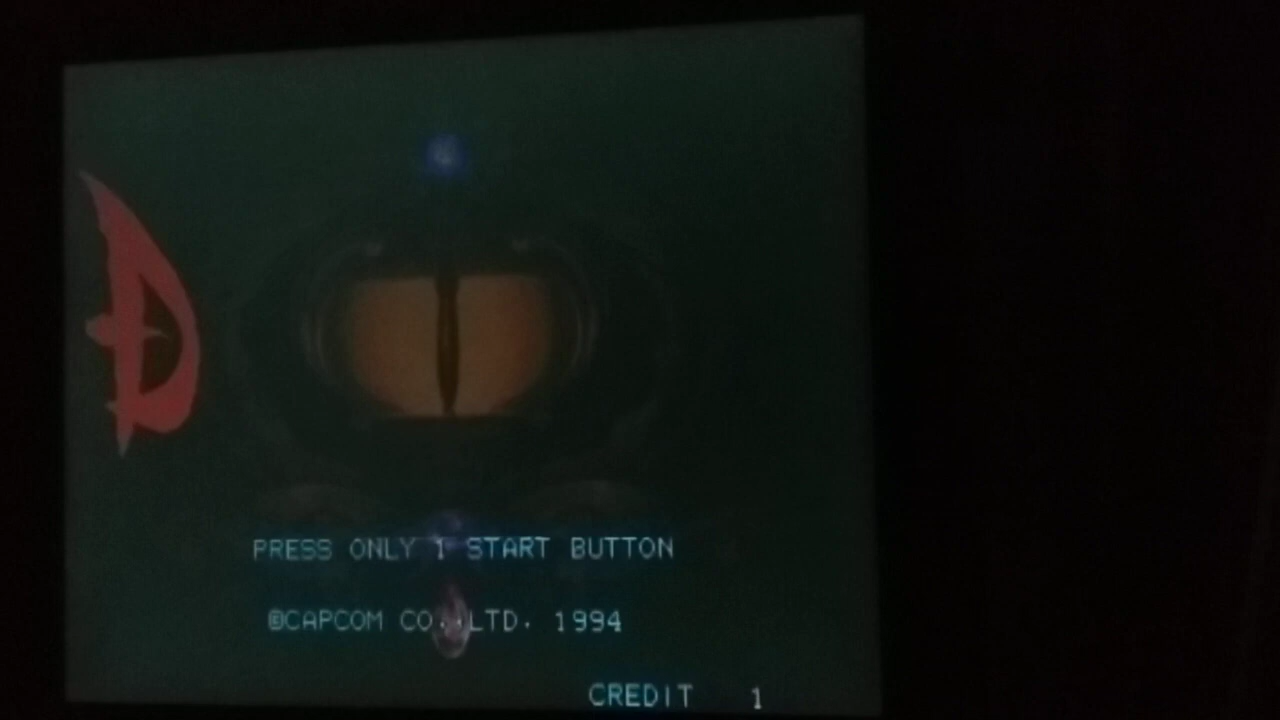 D
PRESS ONLY 1 START BUTTON
©CAPCOM CO.,LTD. 1994
CREDIT 1